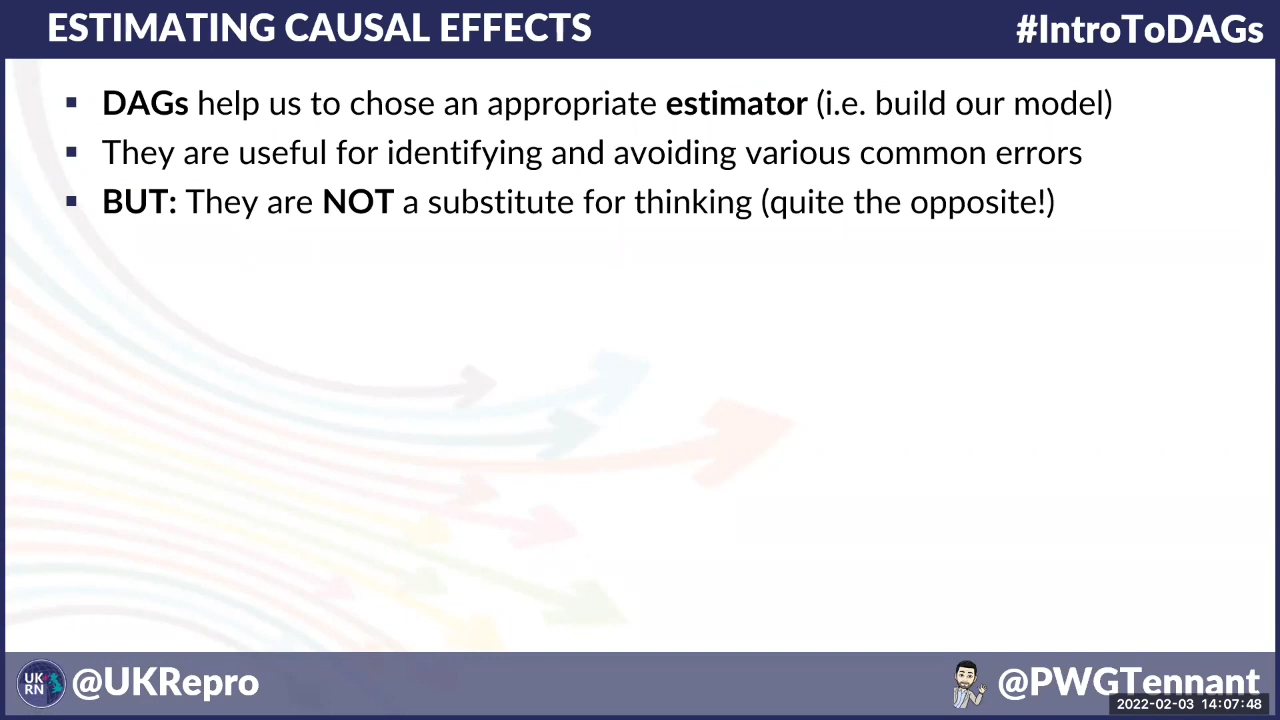 ESTIMATING CAUSAL EFFECTS
#IntroToDAGs
DAGs help us to chose an appropriate estimator (i.e. build our model)
They are useful for identifying and avoiding various common errors
BUT: They are NOT a substitute for thinking (quite the opposite!)
UK
RN
@UKRepro
@PWGTennant
2022-02-03 14:07:48